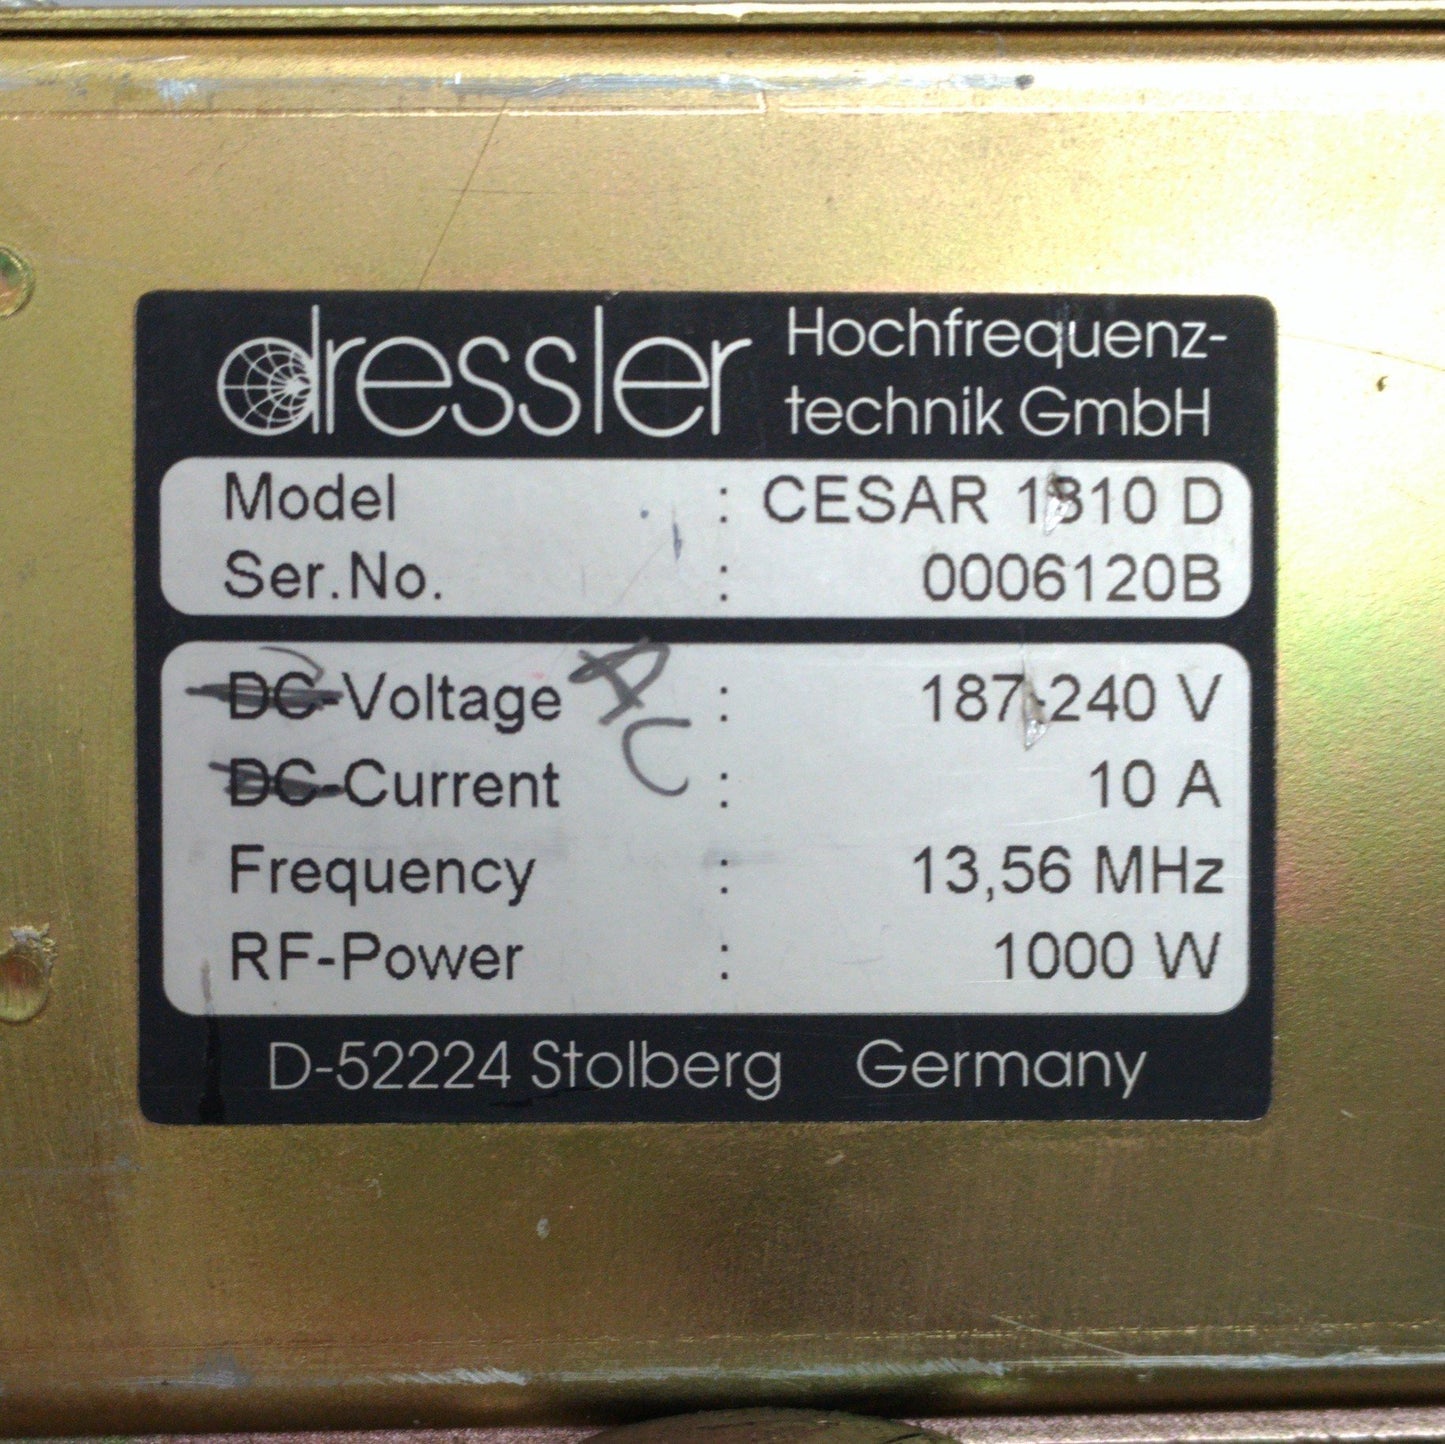 dressler Hochfrequenz-
technik GmbH
Model : CESAR 1310 D
Ser.No. : 0006120B
DC-Voltage AC : 187-240 V
DC-Current : 10 A
Frequency : 13,56 MHz
RF-Power : 1000 W
D-52224 Stolberg Germany